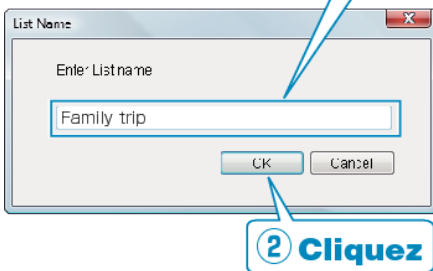 List Name
Enter List name
Family trip
OK Cancel
② Cliquez